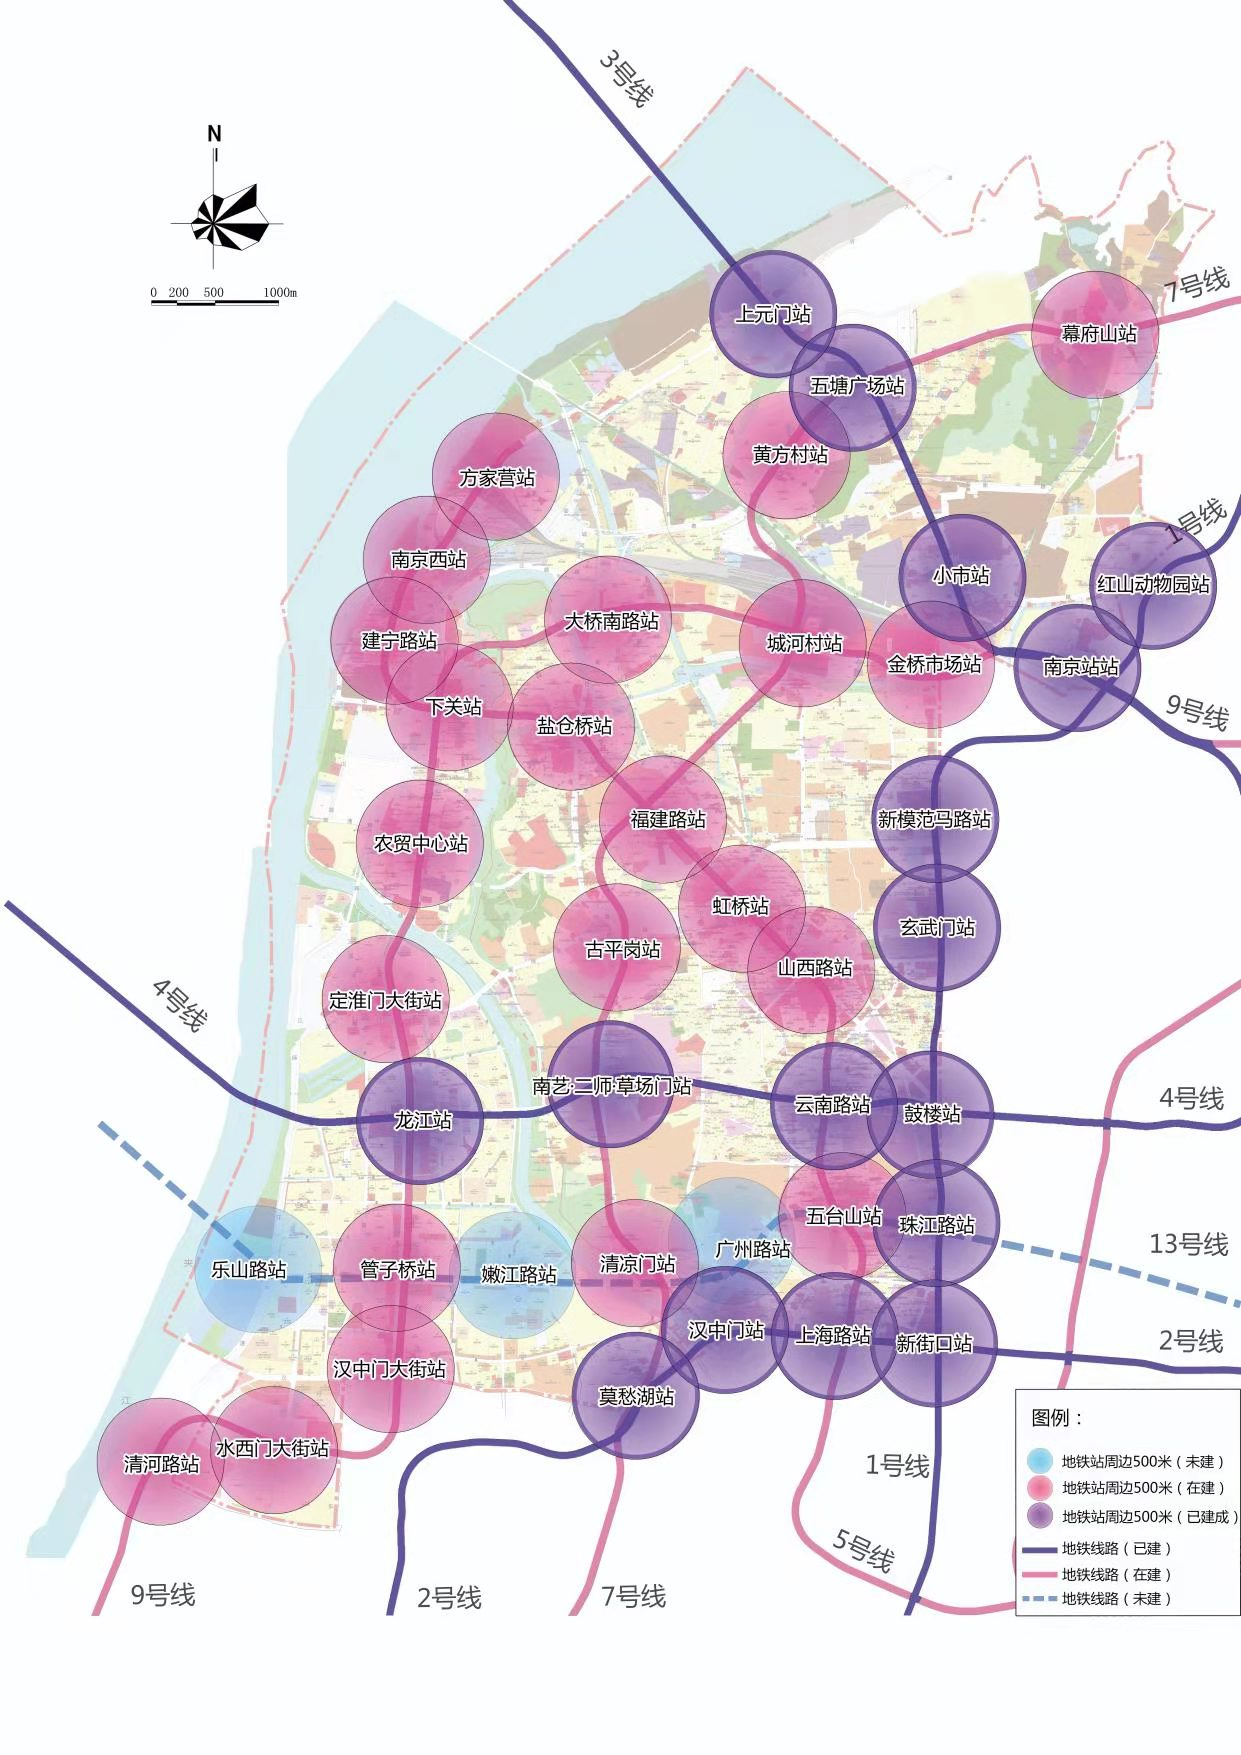 3号线
N
0 200 500 1000m
7号线
上元门站
幕府山站
五塘广场站
黄方村站
方家营站
1号线
南京西站
小市站
红山动物园站
大桥南路站
建宁路站
城河村站
金桥市场站
南京站站
下关站
盐仓桥站
9号线
福建路站
新模范马路站
农贸中心站
虹桥站
玄武门站
古平岗站
山西路站
定淮门大街站
4号线
南艺·二师·草场门站
云南路站
鼓楼站
4号线
龙江站
五台山站
珠江路站
13号线
广州路站
乐山路站
管子桥站
嫩江路站
清凉门站
夹
汉中门站
上海路站
新街口站
2号线
汉中门大街站
莫愁湖站
江
水西门大街站
清河路站
1号线
5号线
9号线
2号线
7号线
图例：
地铁站周边500米（未建）
地铁站周边500米（在建）
地铁站周边500米（已建成）
地铁线路（已建）
地铁线路（在建）
地铁线路（未建）